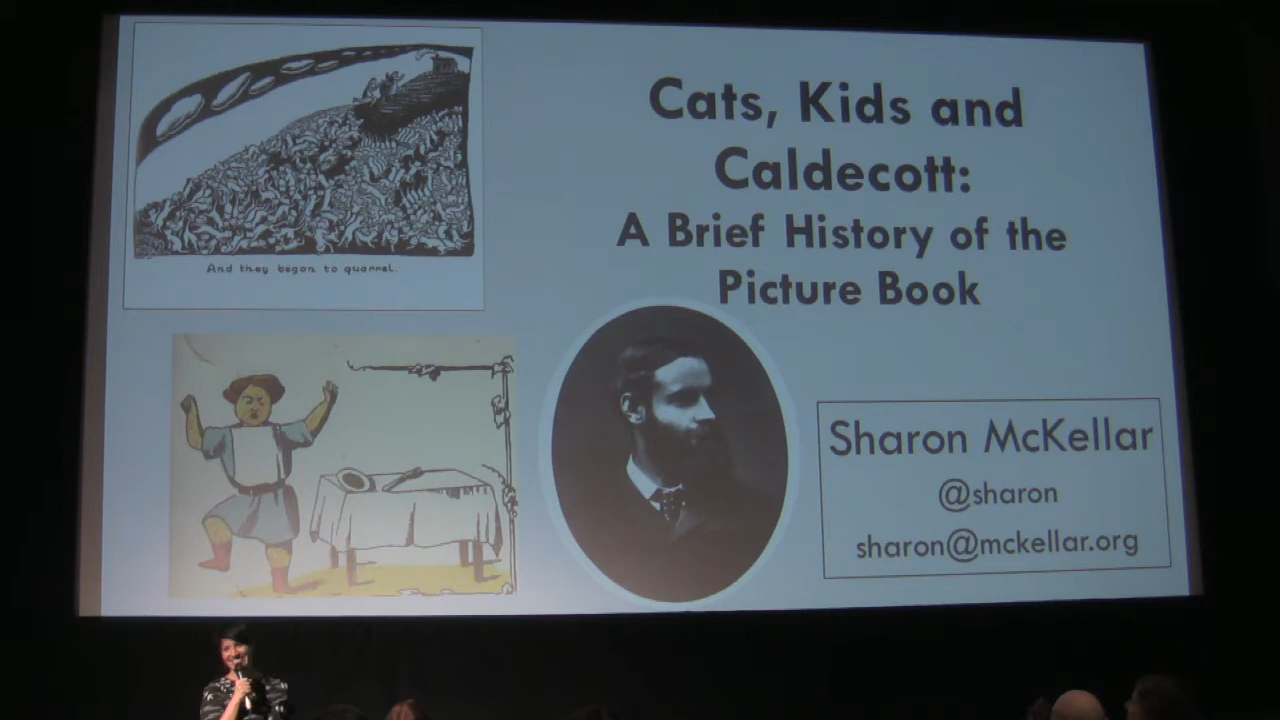 And they began to quarrel.
Cats, Kids and
Caldecott:
A Brief History of the
Picture Book
Sharon McKellar
@sharon
sharon@mckellar.org